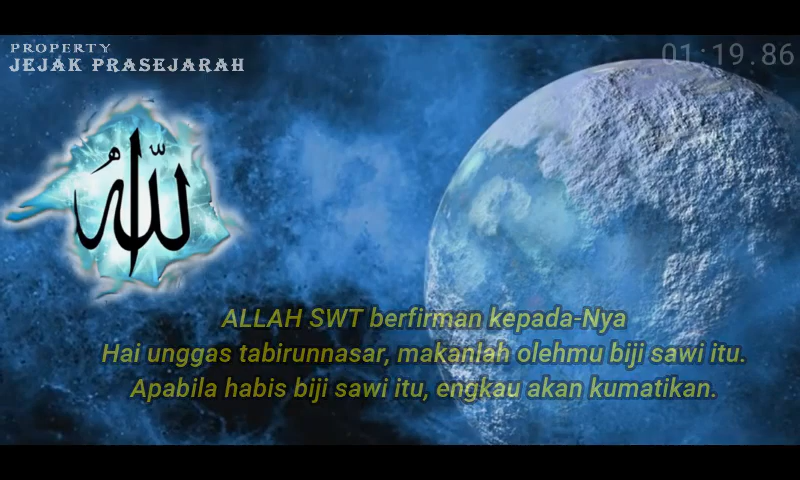 PROPERTY
JEJAK PRASEJARAH
01:19.86
الله
ALLAH SWT berfirman kepada-Nya
Hai unggas tabirunnasar, makanlah olehmu biji sawi itu.
Apabila habis biji sawi itu, engkau akan kumatikan.